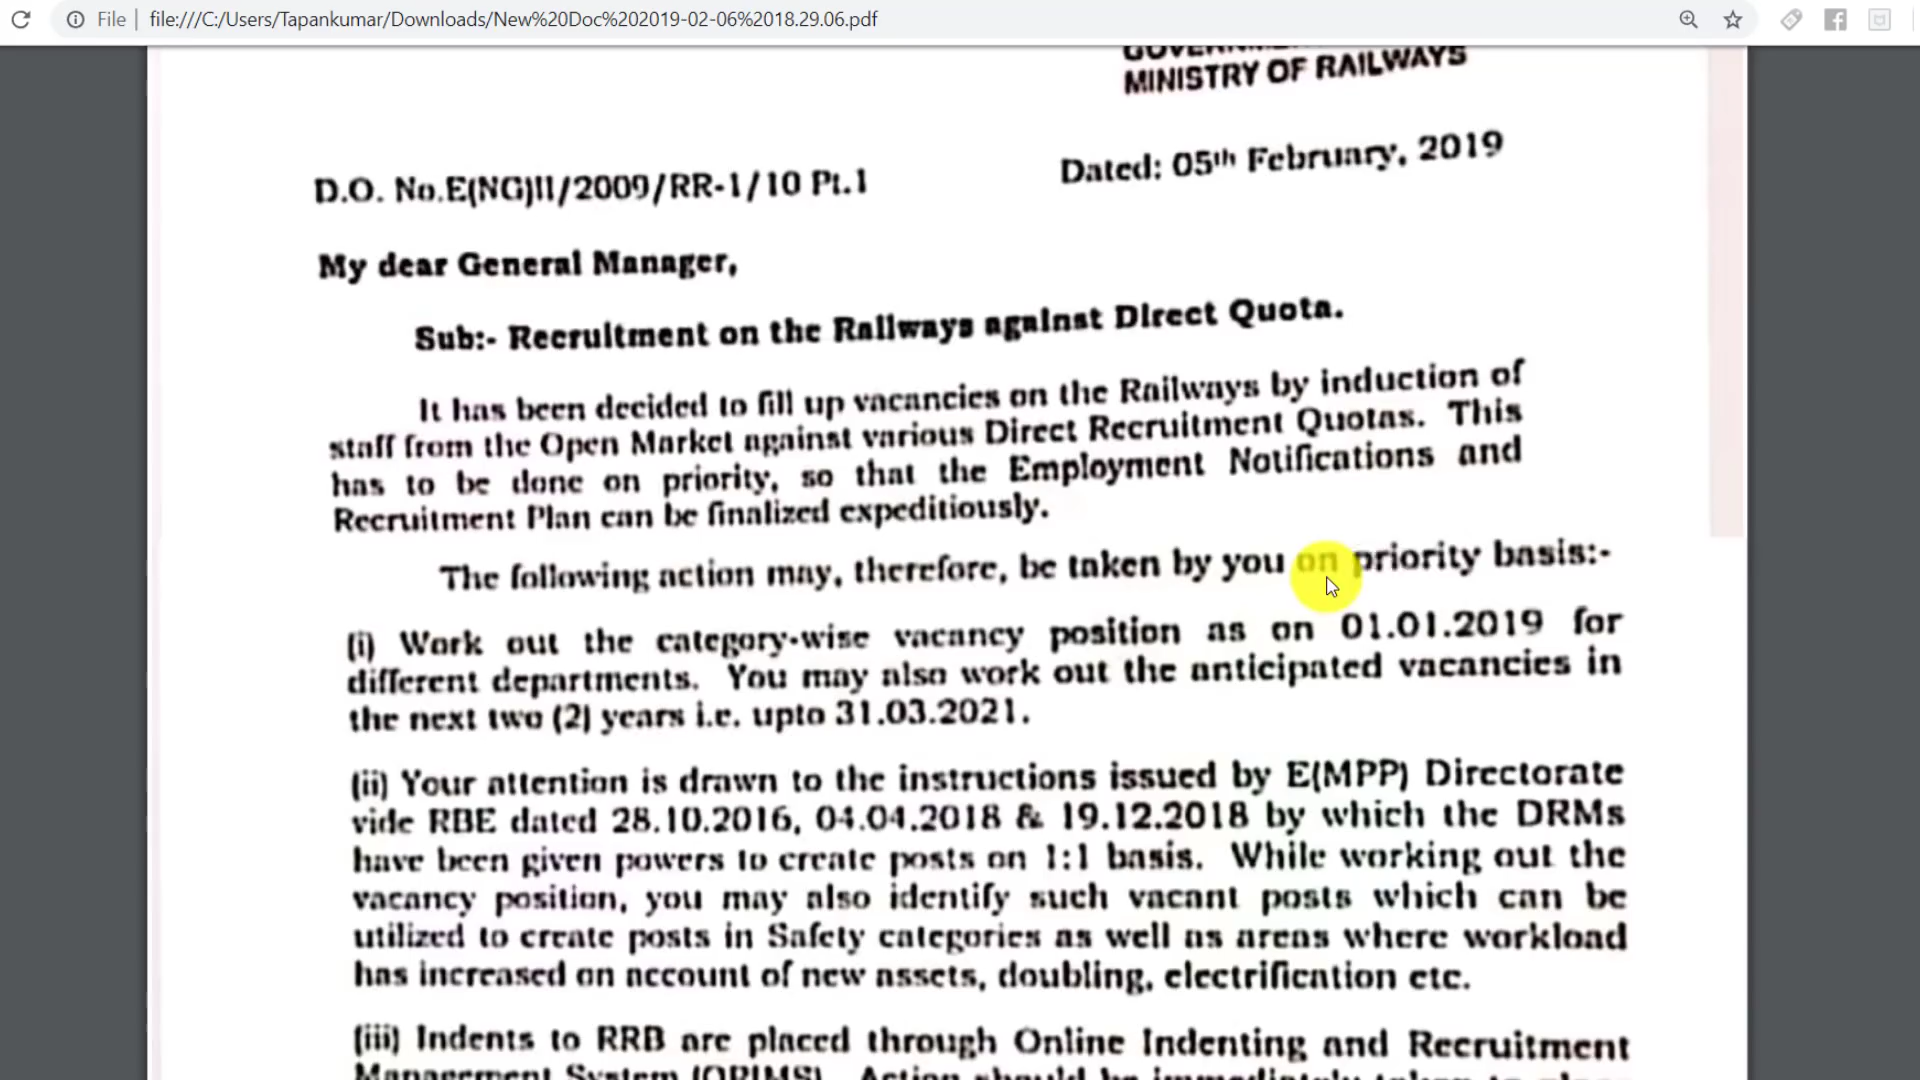 File
file:///C:/Users/Tapankumar/Downloads/New%20Doc%202019-02-06%2018.29.06.pdf
MINISTRY OF RAILWAYS
D.O. No.E(NG)II/2009/RR-1/10 Pt.1
Dated: 05th February, 2019
My dear General Manager,
Sub:- Recruitment on the Railways against Direct Quota.
It has been decided to fill up vacancies on the Railways by induction of
staff from the Open Market against various Direct Recruitment Quotas. This
has to be done on priority, so that the Employment Notifications and
Recruitment Plan can be finalized expeditiously.
The following action may, therefore, be taken by you on priority basis:-
(i) Work out the category-wise vacancy position as on 01.01.2019 for
different departments. You may also work out the anticipated vacancies in
the next two (2) years i.e. upto 31.03.2021.
(ii) Your attention is drawn to the instructions issued by E(MPP) Directorate
vide RBE dated 28.10.2016, 04.04.2018 & 19.12.2018 by which the DRMs
have been given powers to create posts on 1:1 basis. While working out the
vacancy position, you may also identify such vacant posts which can be
utilized to create posts in Safety categories as well as areas where workload
has increased on account of new assets, doubling, electrification etc.
(iii) Indents to RRB are placed through Online Indenting and Recruitment
Management System (ORIMS). Action should be immediately taken to place